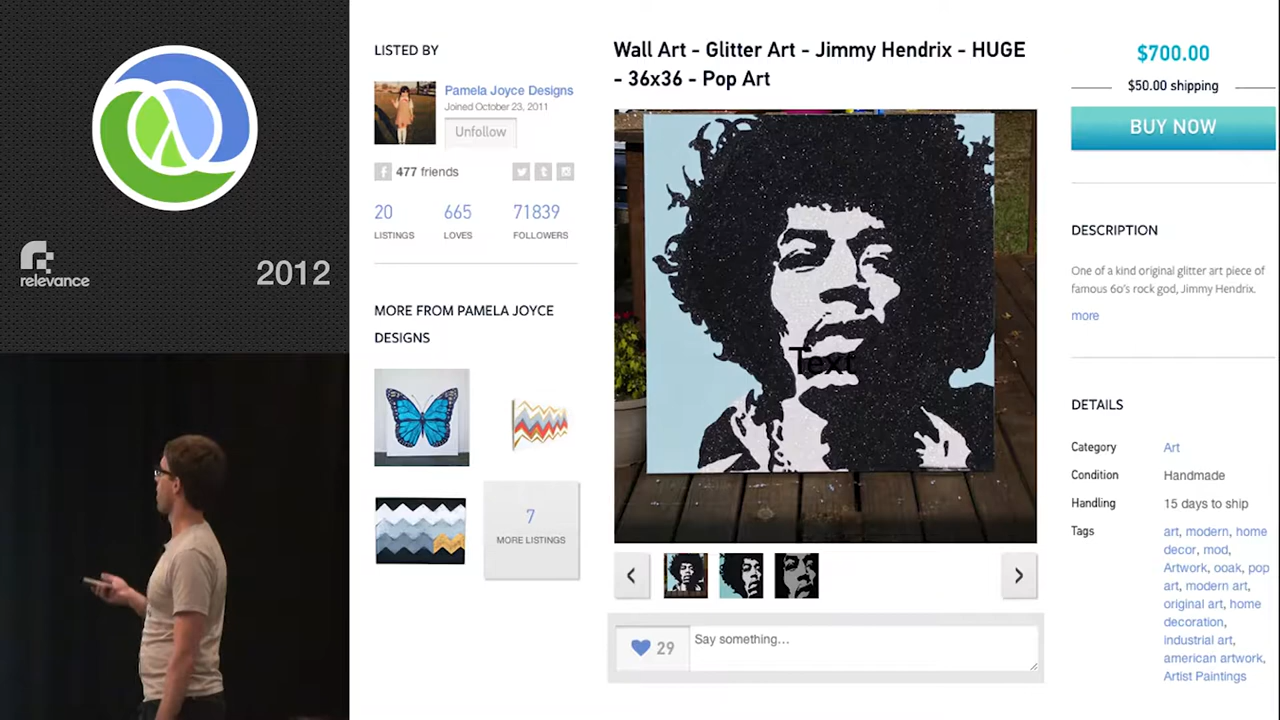 relevance
2012
LISTED BY
Pamela Joyce Designs
Joined October 23, 2011
Unfollow
477 friends
20
LISTINGS
665
LOVES
71839
FOLLOWERS
MORE FROM PAMELA JOYCE
DESIGNS
7
MORE LISTINGS
Wall Art - Glitter Art - Jimmy Hendrix - HUGE
- 36x36 - Pop Art
Text
29
Say something...
$700.00
$50.00 shipping
BUY NOW
DESCRIPTION
One of a kind original glitter art piece of
famous 60's rock god, Jimmy Hendrix.
more
DETAILS
Category Art
Condition Handmade
Handling 15 days to ship
Tags art, modern, home
decor, mod,
Artwork, ooak, pop
art, modern art,
original art, home
decoration,
industrial art,
american artwork,
Artist Paintings